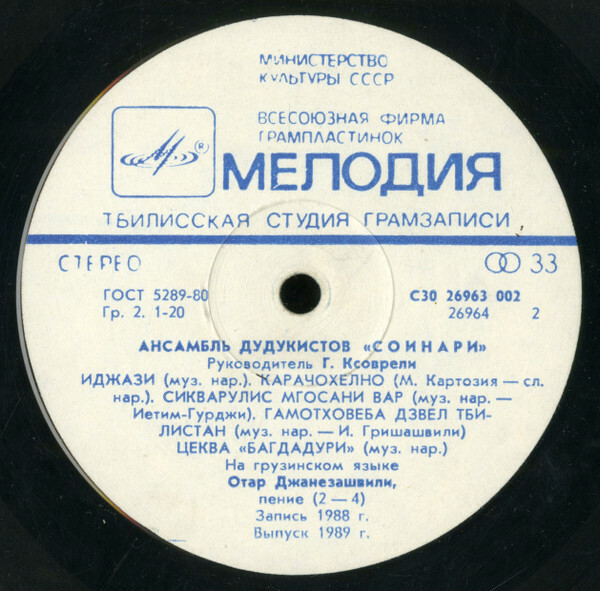 МИНИСТЕРСТВО
КУЛЬТУРЫ СССР
ВСЕСОЮЗНАЯ ФИРМА
ГРАМПЛАСТИНОК
®
МЕЛОДИЯ
ТБИЛИССКАЯ СТУДИЯ ГРАМЗАПИСИ
СТЕРЕО 33
ГОСТ 5289-80 С30 26963 002
Гр. 2. 1-20 26964 2
АНСАМБЛЬ ДУДУКИСТОВ «СОИНАРИ»
Руководитель Г. Ксоврели
ИДЖАЗИ (муз. нар.). КАРАЧОХЕЛНО (М. Картозия — сл.
нар.). СИКВАРУЛИС МГОСАНИ ВАР (муз. нар. —
Иетим-Гурджи). ГАМОТХОВЕБА ДЗВЕЛ ТБИ-
ЛИСТАН (муз. нар. — И. Гришашвили)
ЦЕКВА «БАГДАДУРИ» (муз. нар.)
На грузинском языке
Отар Джанезашвили,
пение (2 — 4)
Запись 1988 г.
Выпуск 1989 г.